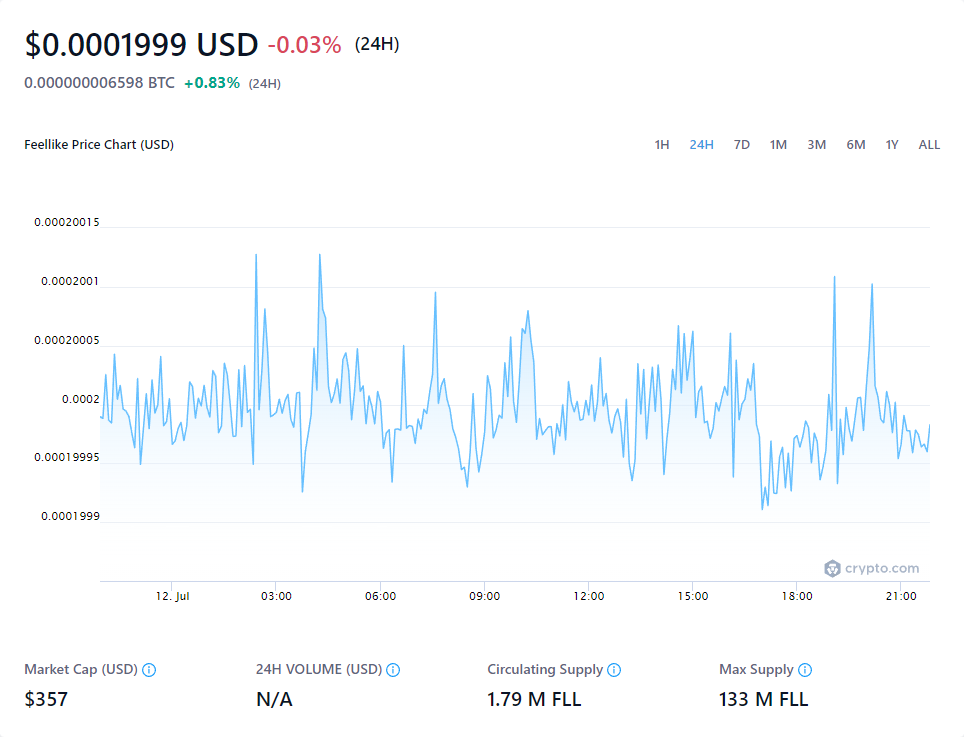 $0.0001999 USD -0.03% (24H)
0.000000006598 BTC +0.83% (24H)
Feellike Price Chart (USD)
1H 24H 7D 1M 3M 6M 1Y ALL
0.00020015
0.0002001
0.00020005
0.0002
0.00019995
0.0001999
crypto.com
12. Jul 03:00 06:00 09:00 12:00 15:00 18:00 21:00
Market Cap (USD) 24H VOLUME (USD) Circulating Supply Max Supply
$357 N/A 1.79 M FLL 133 M FLL